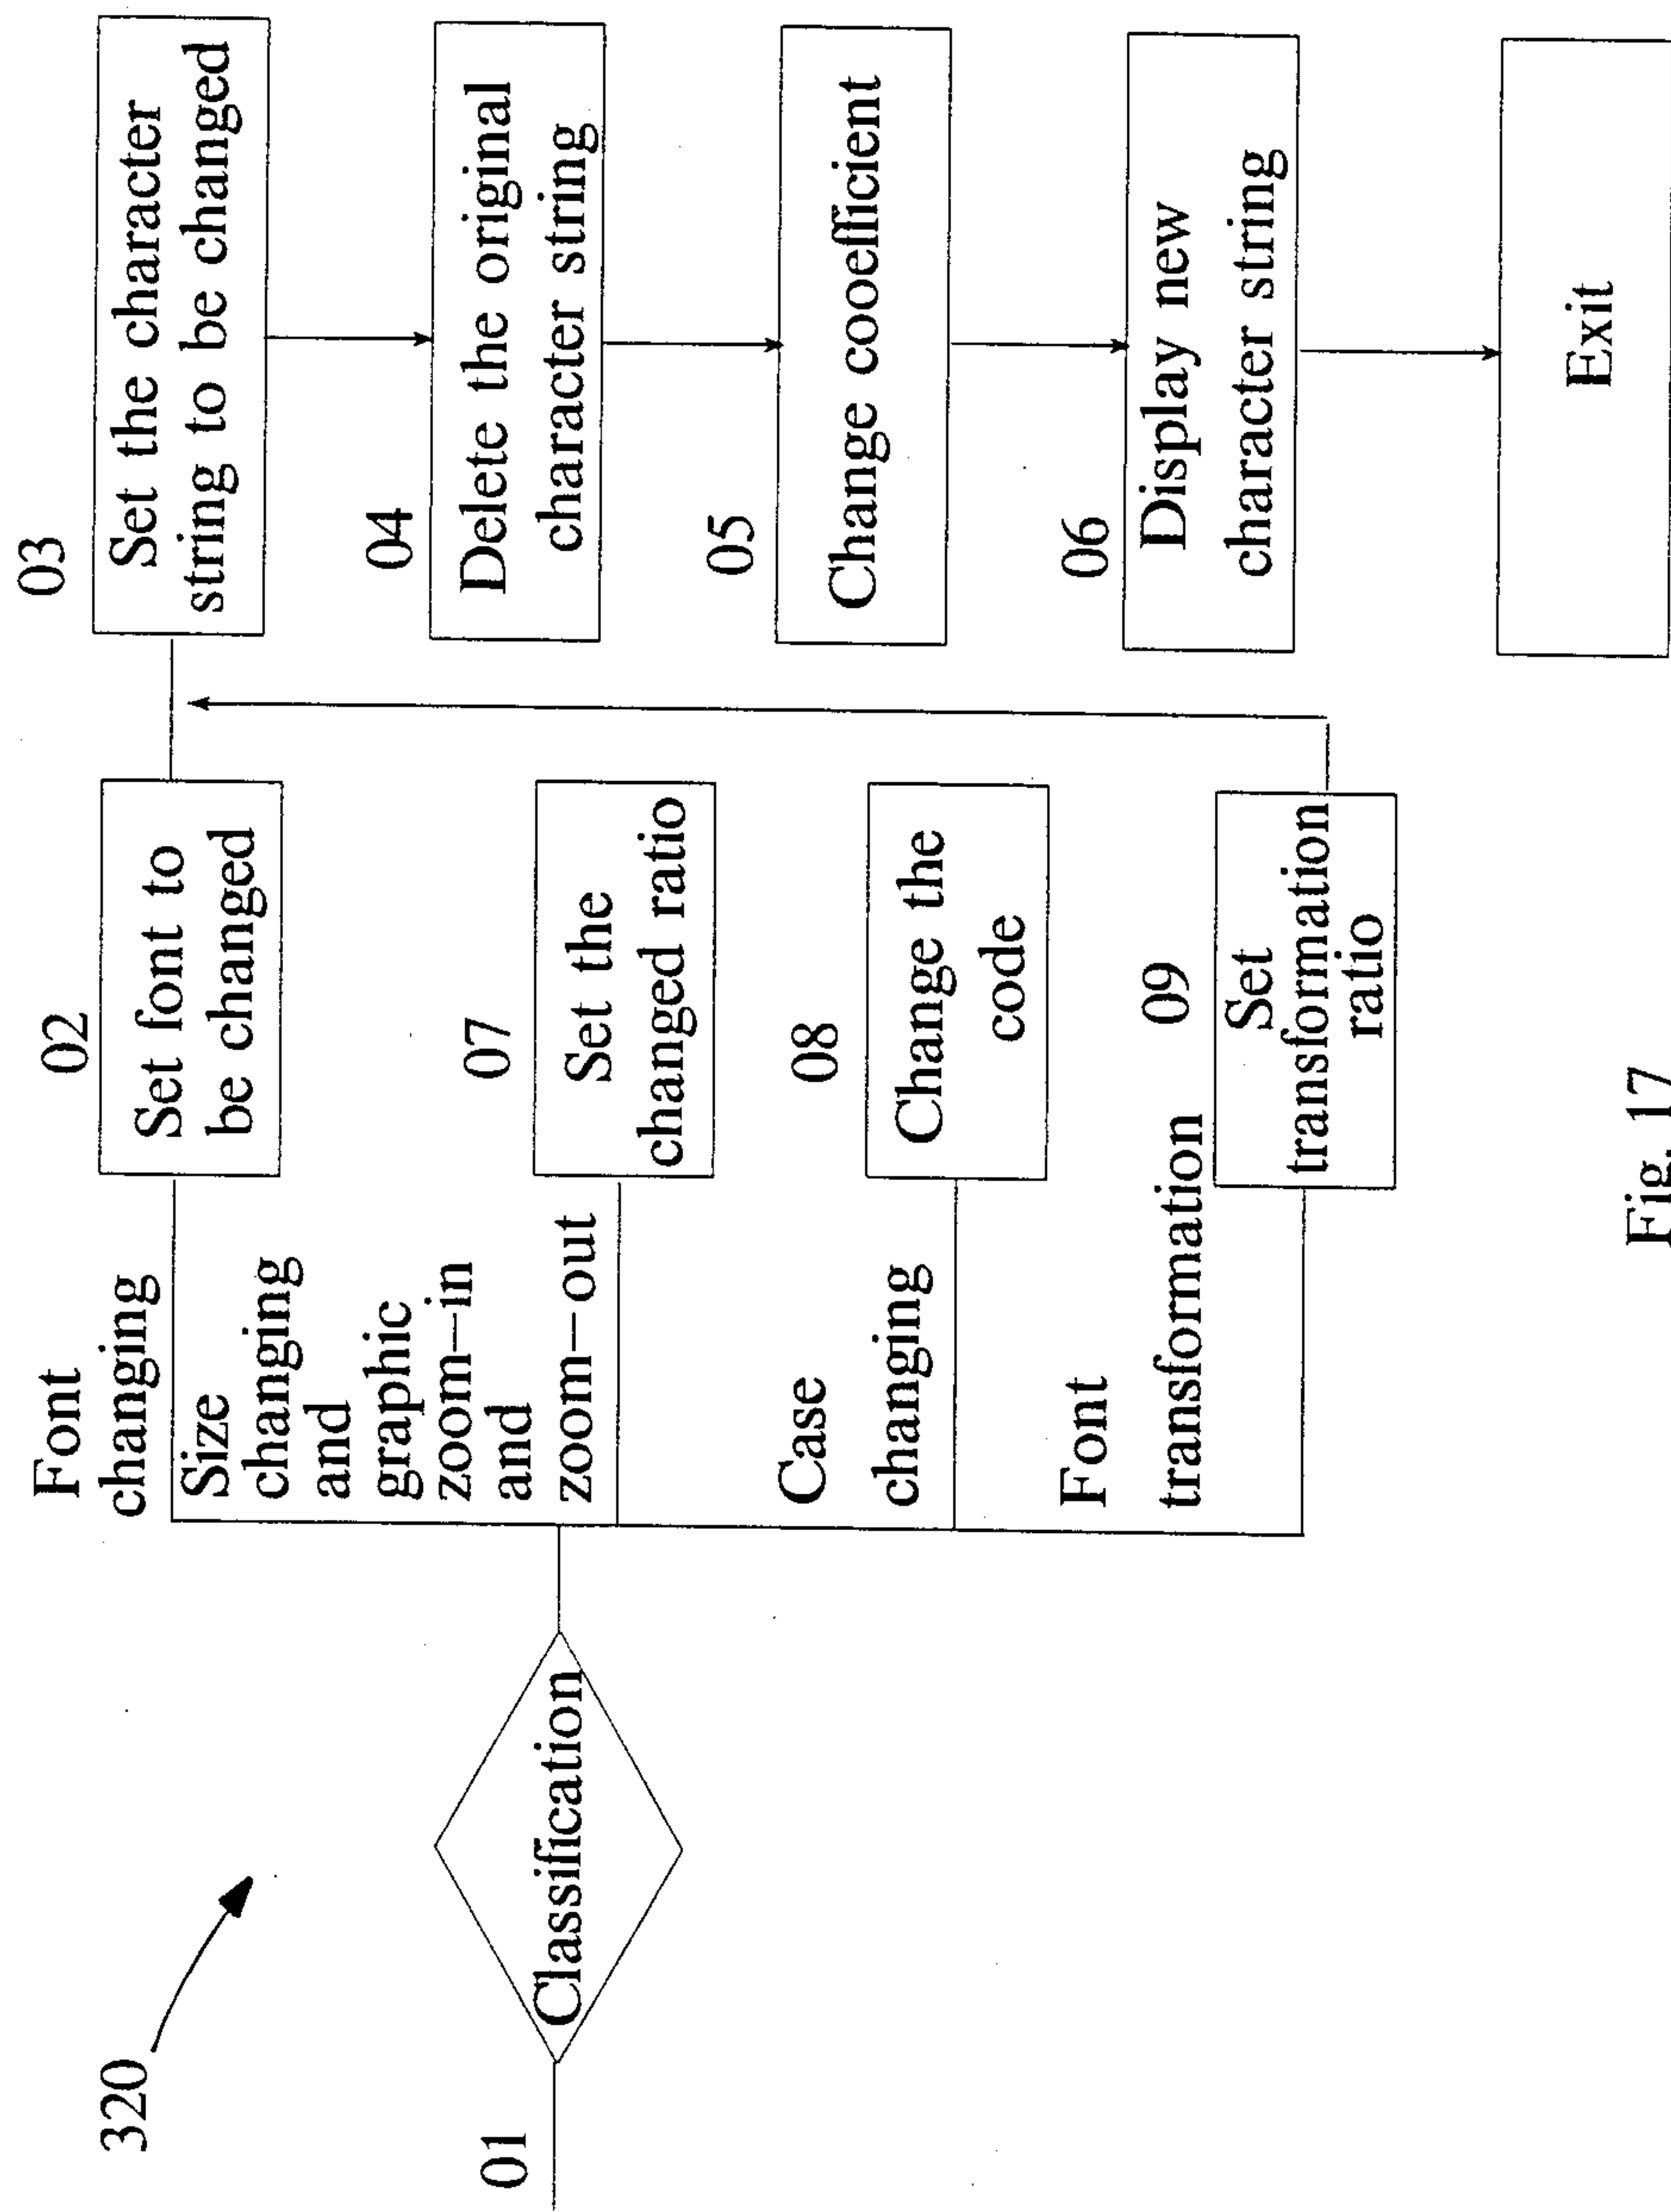 320
01
Classification
Font
changing
Size
changing
and
graphic
zoom-in
and
zoom-out
Case
changing
Font
transformation
02
Set font to
be changed
07
Set the
changed ratio
08
Change the
code
09
Set
transformation
ratio
03
Set the character
string to be changed
04
Delete the original
character string
05
Change cooefficient
06
Display new
character string
Exit
Fig. 17